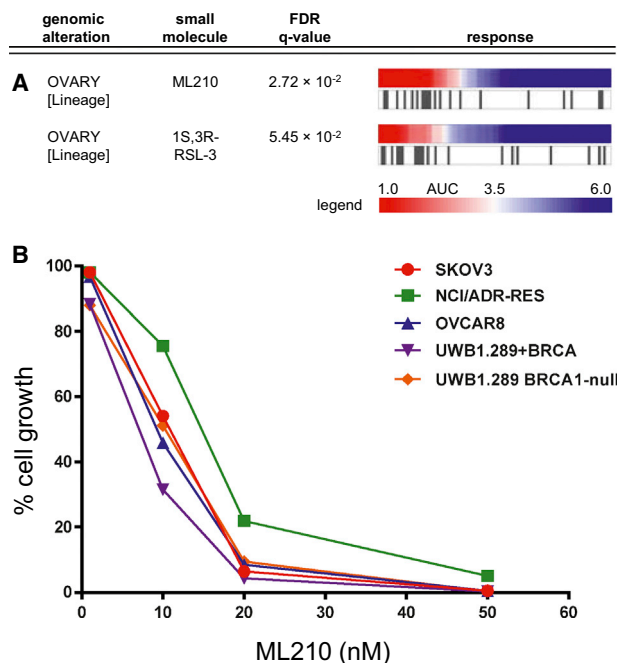 genomic alteration small molecule FDR q-value response
A OVARY [Lineage] ML210 2.72 × 10-2
OVARY [Lineage] 1S,3R-RSL-3 5.45 × 10-2
1.0 AUC 3.5 6.0
legend
B
100
80
60
40
20
0
% cell growth
SKOV3
NCI/ADR-RES
OVCAR8
UWB1.289+BRCA
UWB1.289 BRCA1-null
0 10 20 30 40 50 60
ML210 (nM)